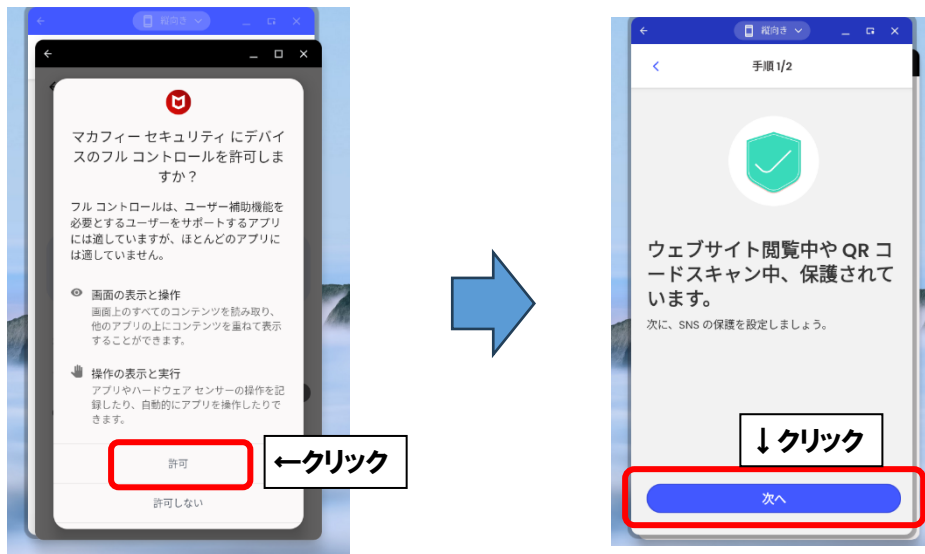 縦向き
マカフィー セキュリティ にデバイ
スのフル コントロールを許可しま
すか？
フル コントロールは、ユーザー補助機能を
必要とするユーザーをサポートするアプリ
には適していますが、ほとんどのアプリに
は適していません。
画面の表示と操作
画面上のすべてのコンテンツを読み取り、
他のアプリの上にコンテンツを重ねて表示
することができます。
操作の表示と実行
アプリやハードウェア センサーの操作を記
録したり、自動的にアプリを操作したりで
きます。
許可
←クリック
許可しない
縦向き
手順 1/2
ウェブサイト閲覧中や QR コ
ードスキャン中、保護されて
います。
次に、SNS の保護を設定しましょう。
↓クリック
次へ